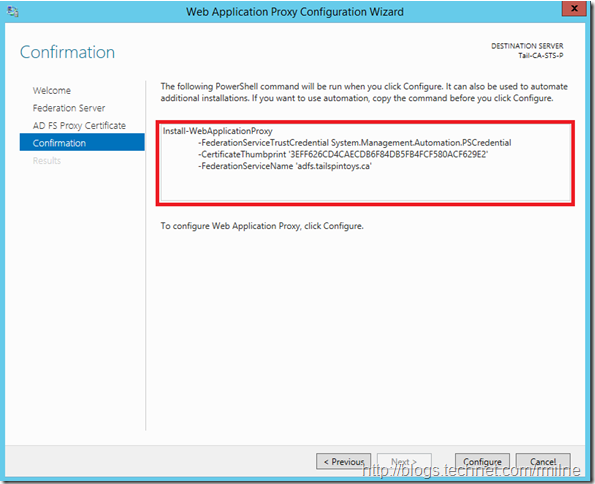 Web Application Proxy Configuration Wizard
x
Confirmation
DESTINATION SERVER
Tail-CA-STS-P
Welcome
Federation Server
AD FS Proxy Certificate
Confirmation
Results
The following PowerShell command will be run when you click Configure. It can also be used to automate
additional installations. If you want to use automation, copy the command before you click Configure.
Install-WebApplicationProxy
-FederationServiceTrustCredential System.Management.Automation.PSCredential
-CertificateThumbprint '3EFF626CD4CAECDB6F84DB5FB4FCF580ACF629E2'
-FederationServiceName 'adfs.tailspintoys.ca'
To configure Web Application Proxy, click Configure.
< Previous
Next >
Configure
Cancel
http://blogs.technet.com/rmilne